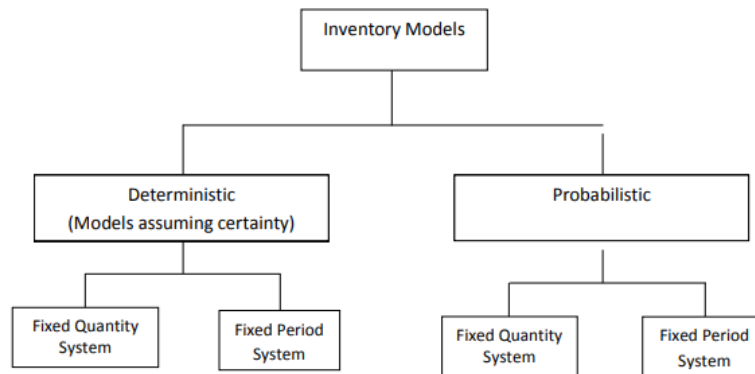 Inventory Models
Deterministic
(Models assuming certainty)
Probabilistic
Fixed Quantity
System
Fixed Period
System
Fixed Quantity
System
Fixed Period
System